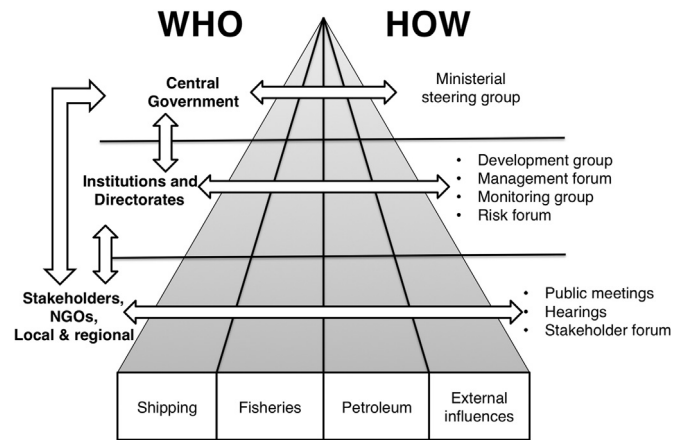 WHO
HOW
Central
Government
Ministerial
steering group
Institutions and
Directorates
• Development group
• Management forum
• Monitoring group
• Risk forum
Stakeholders,
NGOs,
Local & regional
• Public meetings
• Hearings
• Stakeholder forum
Shipping
Fisheries
Petroleum
External
influences